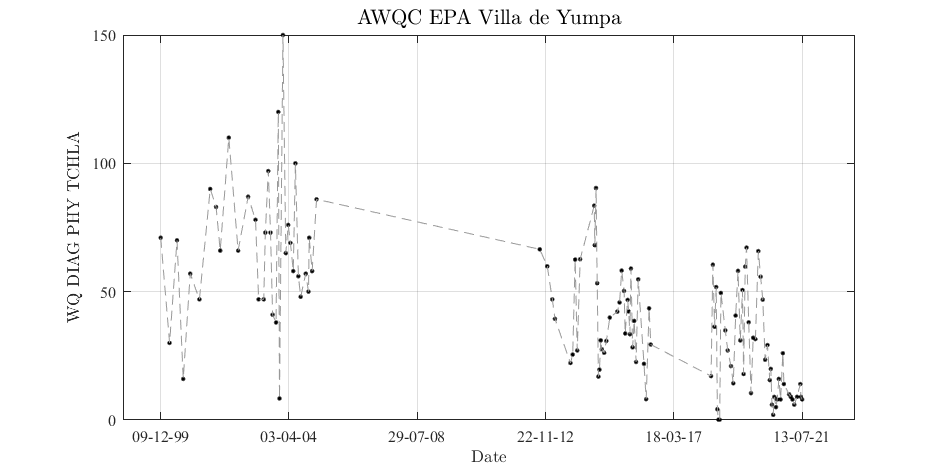 AWQC EPA Villa de Yumpa
150
100
50
0
WQ DIAG PHY TCHLA
09-12-99 03-04-04 29-07-08 22-11-12 18-03-17 13-07-21
Date